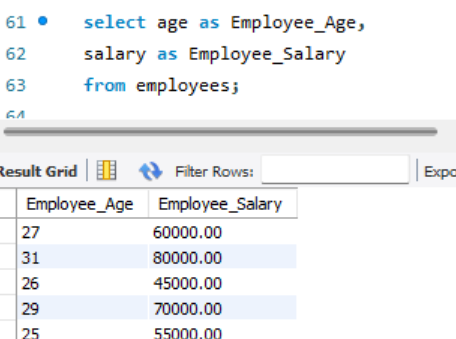 61 select age as Employee_Age,
62 salary as Employee_Salary
63 from employees;
64
Result Grid Filter Rows: Expo
Employee_Age Employee_Salary
27 60000.00
31 80000.00
26 45000.00
29 70000.00
25 55000.00